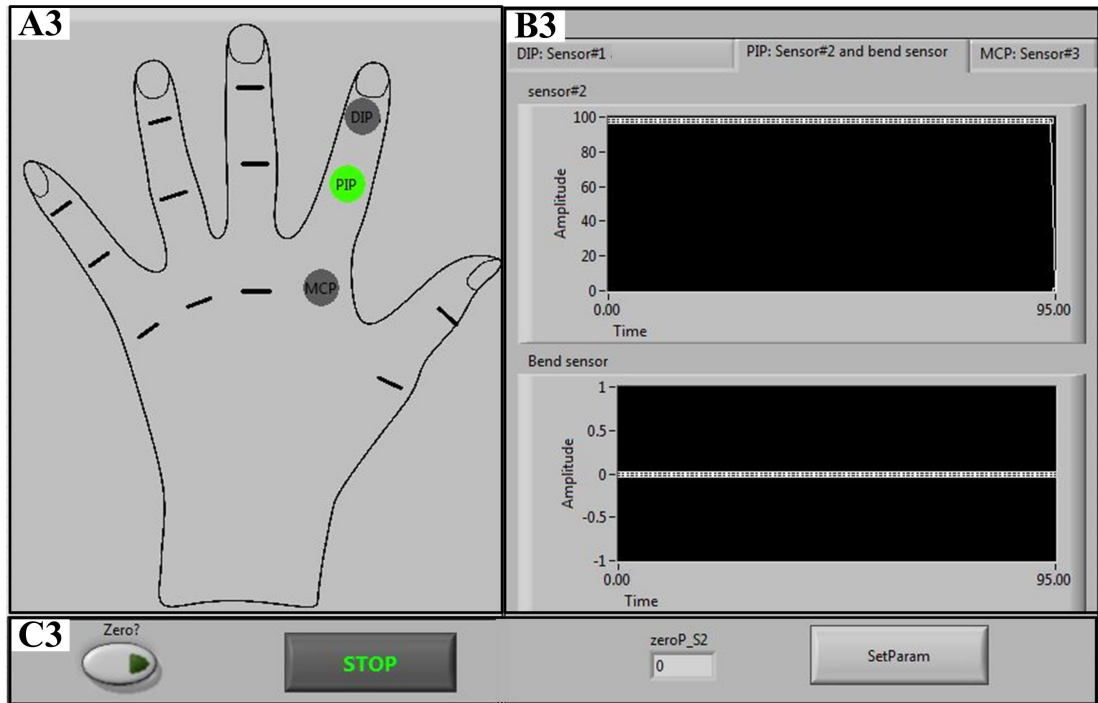 A3
DIP
PIP
MCP
B3
DIP: Sensor#1
PIP: Sensor#2 and bend sensor
MCP: Sensor#3
sensor#2
Amplitude
100
80
60
40
20
0
0.00
95.00
Time
Bend sensor
Amplitude
1
0.5
0
-0.5
-1
0.00
95.00
Time
C3
Zero?
STOP
zeroP_S2
0
SetParam